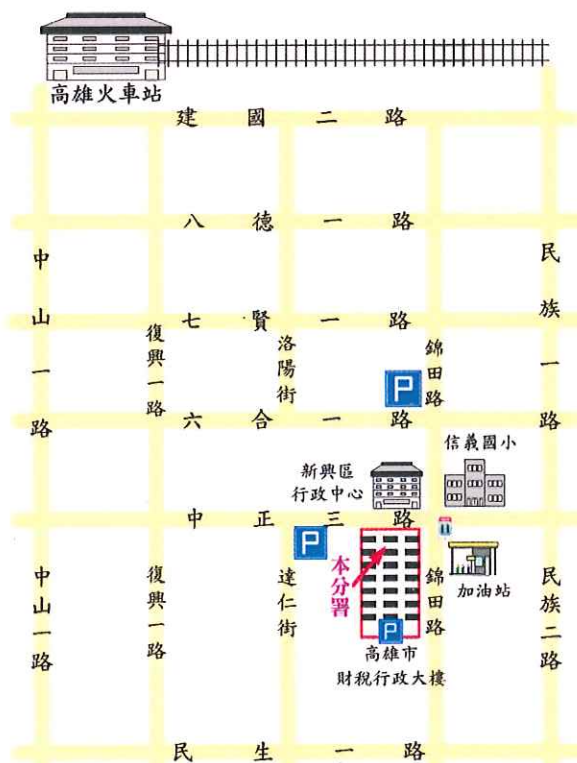 高雄火車站
建國二路
八德一路
中山一路
民族一路
七賢一路
復興一路
洛陽街
錦田路
P
六合一路
信義國小
新興區
行政中心
中正三路
P
本分署
加油站
中山一路
復興一路
達仁街
錦田路
民族二路
P
高雄市
財稅行政大樓
民生一路